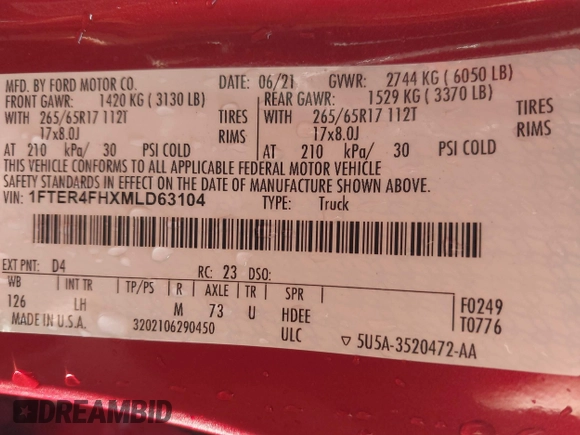 MFD. BY FORD MOTOR CO.
DATE: 06/21 GVWR: 2744 KG ( 6050 LB)
FRONT GAWR: 1420 KG ( 3130 LB)
REAR GAWR: 1529 KG ( 3370 LB)
WITH 265/65R17 112T TIRES
WITH 265/65R17 112T TIRES
17x8.0J RIMS
17x8.0J RIMS
AT 210 kPa/ 30 PSI COLD
AT 210 kPa/ 30 PSI COLD
THIS VEHICLE CONFORMS TO ALL APPLICABLE FEDERAL MOTOR VEHICLE
SAFETY STANDARDS IN EFFECT ON THE DATE OF MANUFACTURE SHOWN ABOVE.
VIN: 1FTER4FHXMLD63104 TYPE: Truck
EXT PNT: D4 RC: 23 DSO:
WB INT TR TP/PS R AXLE TR SPR
126 LH M 73 U HDEE F0249
MADE IN U.S.A. 3202106290450 ULC T0776
▽ 5U5A-3520472-AA
DREAMBID